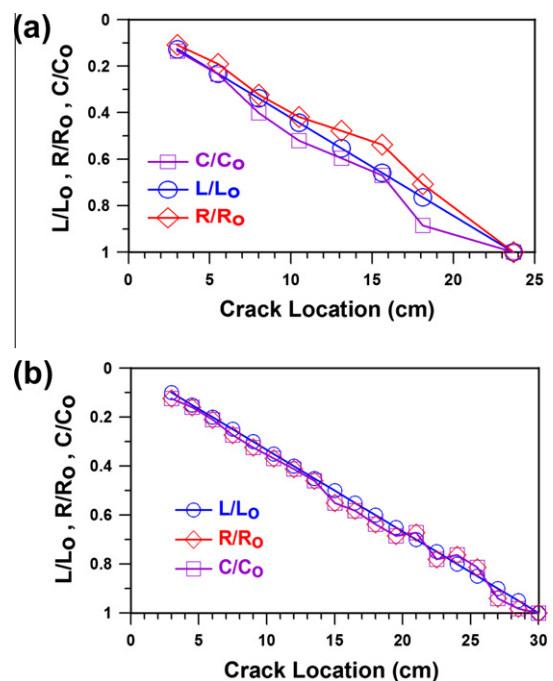 (a)
L/Lo , R/Ro , C/Co
0
0.2
0.4
0.6
0.8
1
C/Co
L/Lo
R/Ro
0 5 10 15 20 25
Crack Location (cm)
(b)
L/Lo , R/Ro , C/Co
0
0.2
0.4
0.6
0.8
1
L/Lo
R/Ro
C/Co
0 5 10 15 20 25 30
Crack Location (cm)